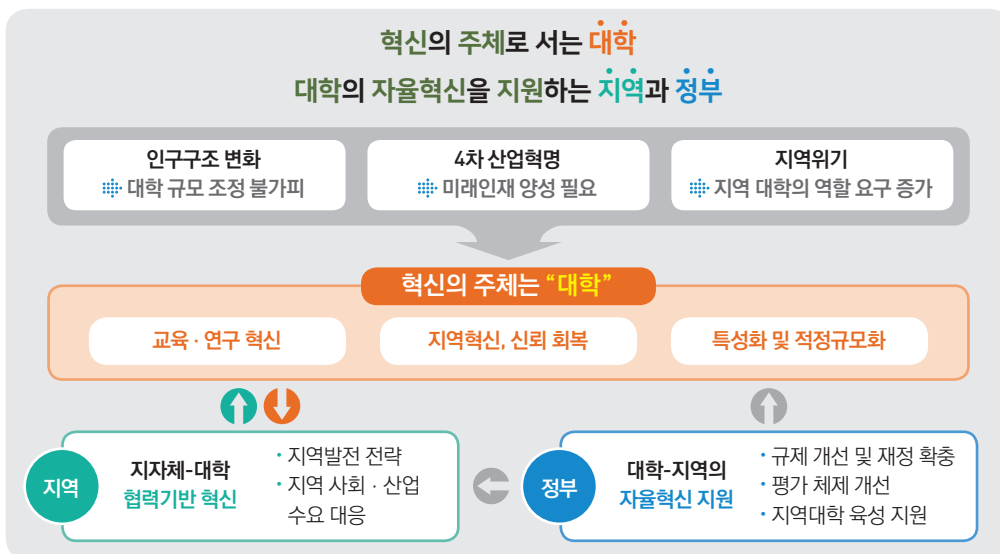 혁신의 주체로 서는 대학
대학의 자율혁신을 지원하는 지역과 정부
인구구조 변화
대학 규모 조정 불가피
4차 산업혁명
미래인재 양성 필요
지역위기
지역 대학의 역할 요구 증가
혁신의 주체는 “대학”
교육 · 연구 혁신
지역혁신, 신뢰 회복
특성화 및 적정규모화
지역
지자체-대학
협력기반 혁신
· 지역발전 전략
· 지역 사회 · 산업
수요 대응
정부
대학-지역의
자율혁신 지원
· 규제 개선 및 재정 확충
· 평가 체제 개선
· 지역대학 육성 지원